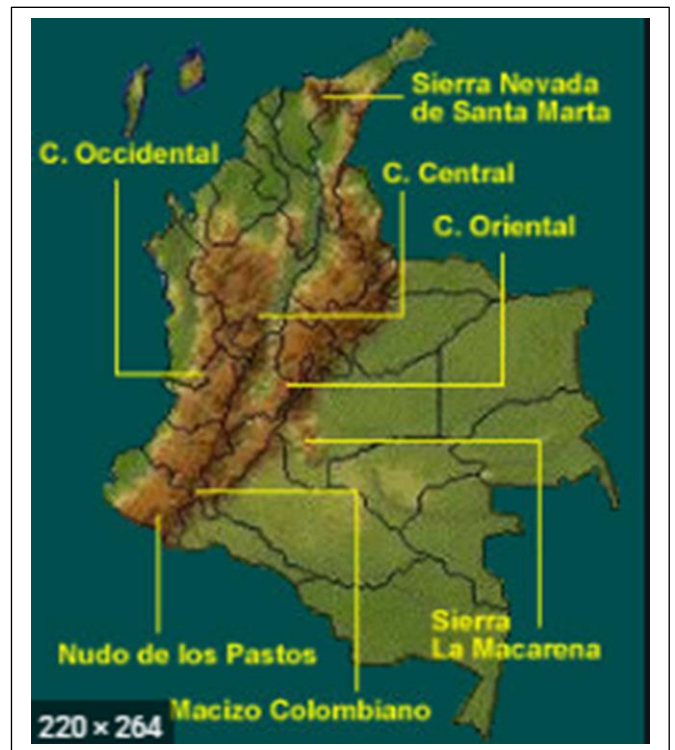 Sierra Nevada
de Santa Marta
C. Occidental
C. Central
C. Oriental
Sierra
La Macarena
Nudo de los Pastos
Macizo Colombiano
220 × 264